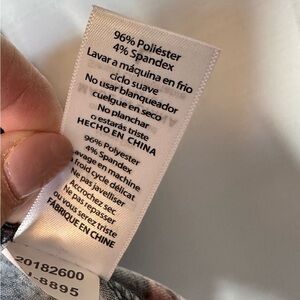 96% Poliéster
4% Spandex
Lavar a máquina en frio
ciclo suave
No usar blanqueador
cuelgue en seco
No planchar
o estarás triste
HECHO EN CHINA
96% Polyester
4% Spandex
avage en machine
froid cycle délicat
Ne pas javelliser
Accrochez sec
Ne pas repasser
ou vous serez triste
FABRIQUÉ EN CHINE
20182600
-8895